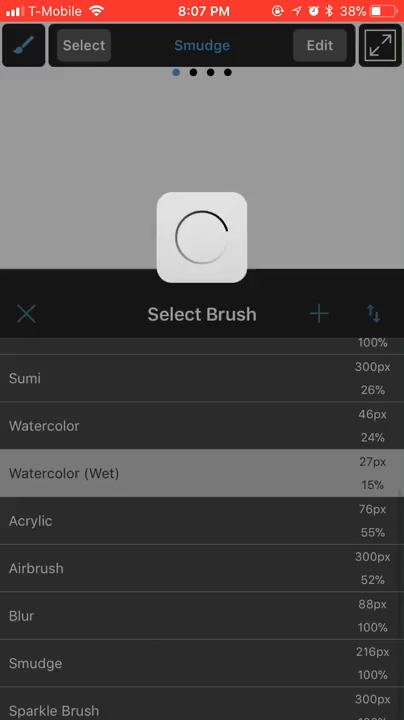 T-Mobile 8:07 PM 38%
Select Smudge Edit
Select Brush
100%
Sumi 300px
26%
Watercolor 46px
24%
Watercolor (Wet) 27px
15%
Acrylic 76px
55%
Airbrush 300px
52%
Blur 88px
100%
Smudge 216px
100%
Sparkle Brush 300px